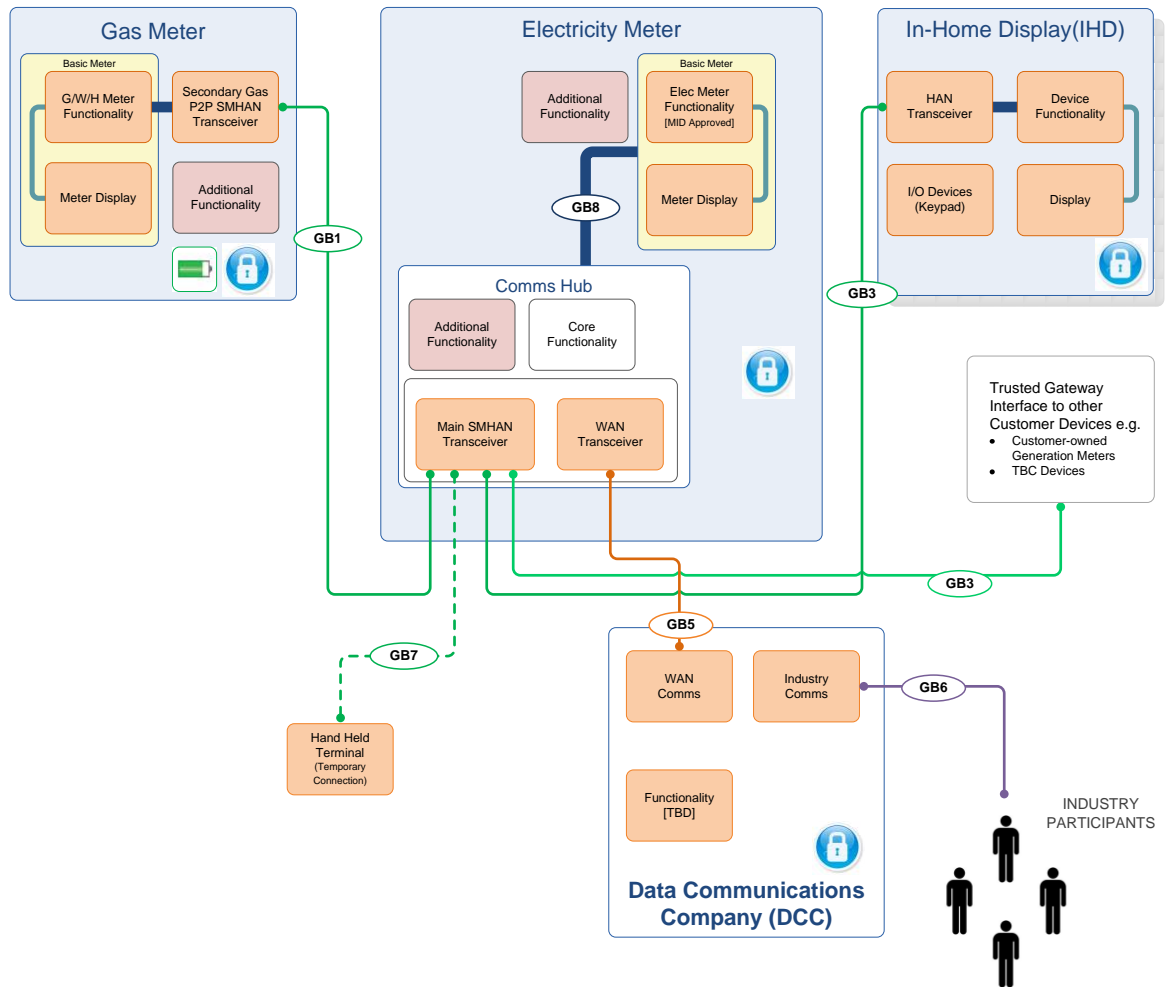 Gas Meter
Basic Meter
G/W/H Meter
Functionality
Secondary Gas
P2P SMHAN
Transceiver
Meter Display
Additional
Functionality
GB1
Electricity Meter
Additional
Functionality
Basic Meter
Elec Meter
Functionality
[MID Approved]
Meter Display
GB8
Comms Hub
Additional
Functionality
Core
Functionality
Main SMHAN
Transceiver
WAN
Transceiver
In-Home Display(IHD)
HAN
Transceiver
Device
Functionality
I/O Devices
(Keypad)
Display
GB3
Trusted Gateway
Interface to other
Customer Devices e.g.
● Customer-owned
Generation Meters
● TBC Devices
GB3
GB5
GB7
Hand Held
Terminal
(Temporary
Connection)
WAN
Comms
Industry
Comms
GB6
Functionality
[TBD]
Data Communications
Company (DCC)
INDUSTRY
PARTICIPANTS